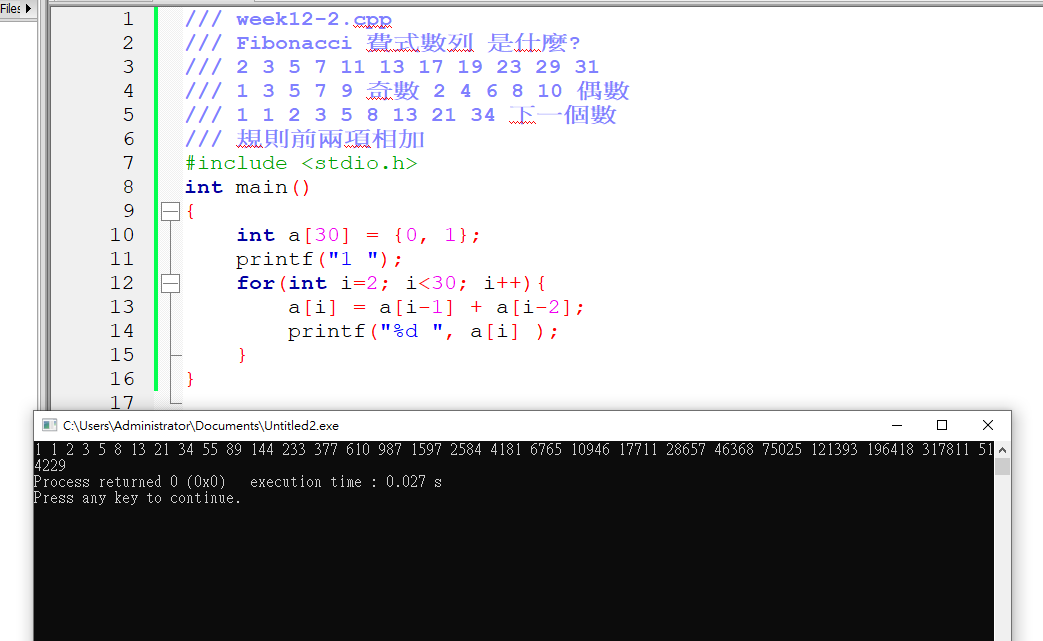 Files
1 /// week12-2.cpp
2 /// Fibonacci 費式數列 是什麼?
3 /// 2 3 5 7 11 13 17 19 23 29 31
4 /// 1 3 5 7 9 奇數 2 4 6 8 10 偶數
5 /// 1 1 2 3 5 8 13 21 34 下一個數
6 /// 規則前兩項相加
7 #include <stdio.h>
8 int main()
9 {
10 int a[30] = {0, 1};
11 printf("1 ");
12 for(int i=2; i<30; i++){
13 a[i] = a[i-1] + a[i-2];
14 printf("%d ", a[i] );
15 }
16 }
17
C:\Users\Administrator\Documents\Untitled2.exe
1 1 2 3 5 8 13 21 34 55 89 144 233 377 610 987 1597 2584 4181 6765 10946 17711 28657 46368 75025 121393 196418 317811 51
4229
Process returned 0 (0x0) execution time : 0.027 s
Press any key to continue.